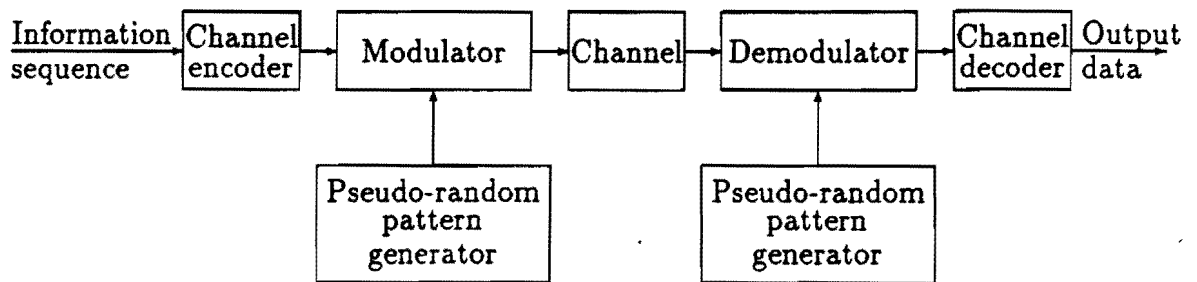 Information
sequence
Channel
encoder
Modulator
Channel
Demodulator
Channel
decoder
Output
data
Pseudo-random
pattern
generator
Pseudo-random
pattern
generator